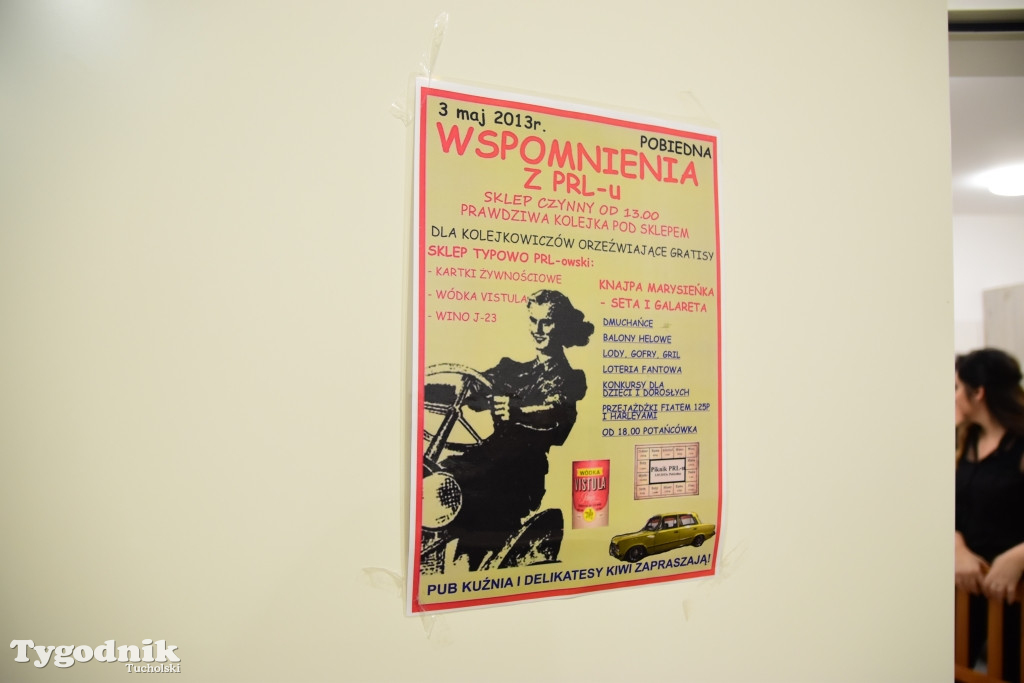 3 maj 2013r.
POBIEDNA
WSPOMNIENIA
Z PRL-u
SKLEP CZYNNY OD 13.00
PRAWDZIWA KOLEJKA POD SKLEPEM
DLA KOLEJKOWICZÓW ORZEŹWIAJĄCE GRATISY
SKLEP TYPOWO PRL-owski:
- KARTKI ŻYWNOŚCIOWE
- WÓDKA VISTULA
- WINO J-23
KNAJPA MARYSIEŃKA
- SETA I GALARETA
DMUCHAŃCE
BALONY HELOWE
LODY, GOFRY, GRIL
LOTERIA FANTOWA
KONKURSY DLA
DZIECI I DOROSŁYCH
PRZEJAŻDŻKI FIATEM 125P
I HARLEYAMI
OD 18.00 POTAŃCÓWKA
WÓDKA
VISTULA
Piknik PRL-u
PUB KUŹNIA I DELIKATESY KIWI ZAPRASZAJĄ!
Tygodnik
Tucholski